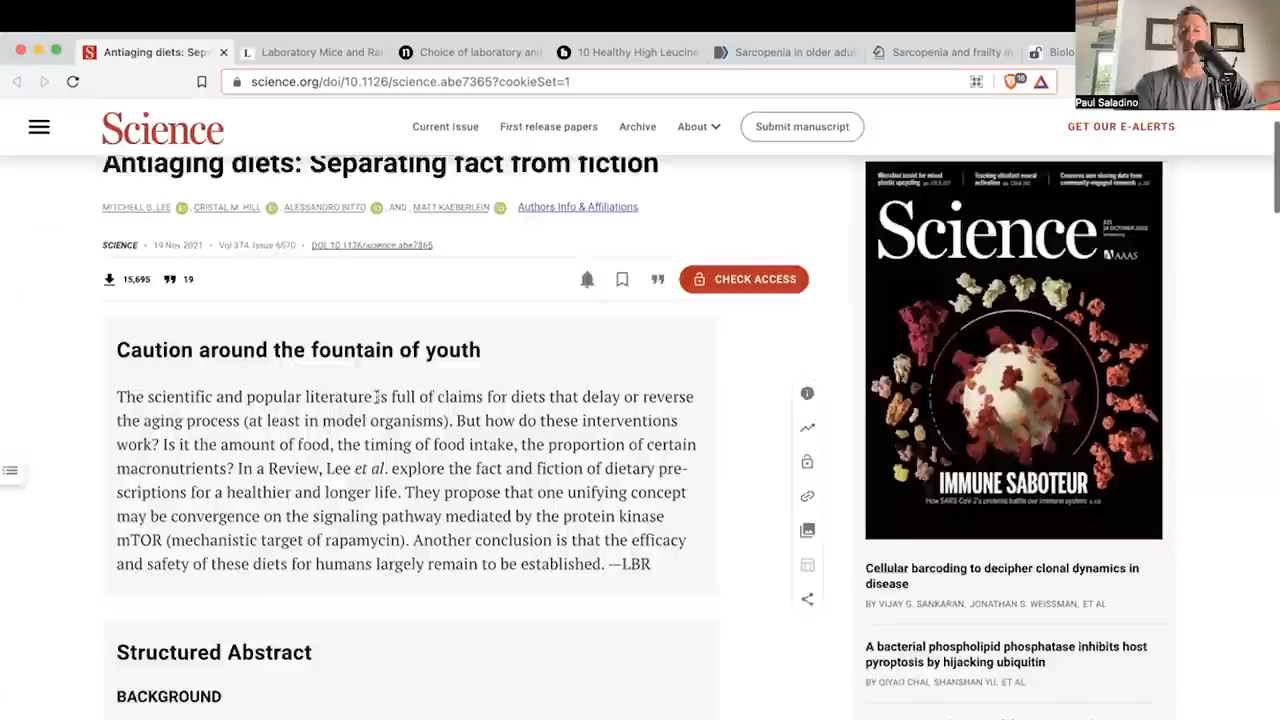 Antiaging diets: Sep
Laboratory Mice and Ra
Choice of laboratory ani
10 Healthy High Leucine
Sarcopenia in older adul
Sarcopenia and frailty in
Biolo
science.org/doi/10.1126/science.abe7365?cookieSet=1
18
Paul Saladino
Science
Current Issue
First release papers
Archive
About
Submit manuscript
GET OUR E-ALERTS
Antiaging diets: Separating fact from fiction
MITCHELL B. LEE, CRISTAL M. HILL, ALESSANDRO BITTO, AND MATT KAEBERLEIN Authors Info & Affiliations
SCIENCE • 19 Nov 2021 • Vol 374, Issue 6570 • DOI: 10.1126/science.abe7365
15,695 19
CHECK ACCESS
Caution around the fountain of youth
The scientific and popular literature is full of claims for diets that delay or reverse
the aging process (at least in model organisms). But how do these interventions
work? Is it the amount of food, the timing of food intake, the proportion of certain
macronutrients? In a Review, Lee et al. explore the fact and fiction of dietary pre-
scriptions for a healthier and longer life. They propose that one unifying concept
may be convergence on the signaling pathway mediated by the protein kinase
mTOR (mechanistic target of rapamycin). Another conclusion is that the efficacy
and safety of these diets for humans largely remain to be established. —LBR
Structured Abstract
BACKGROUND
Science
AAAS
IMMUNE SABOTEUR
How SARS-CoV-2's proteins battle our immune system
Cellular barcoding to decipher clonal dynamics in
disease
BY VIJAY G. SANKARAN, JONATHAN S. WEISSMAN, ET AL
A bacterial phospholipid phosphatase inhibits host
pyroptosis by hijacking ubiquitin
BY QIYAO CHAI, SHANSHAN YU, ET AL